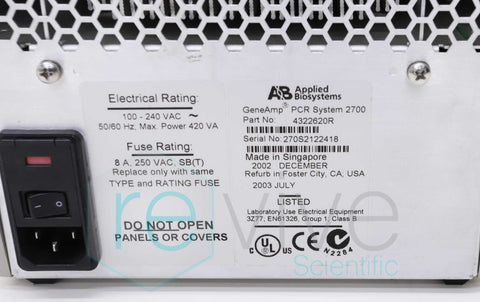 Electrical Rating:
100 - 240 VAC ~
50/60 Hz, Max. Power 420 VA
Fuse Rating:
8 A, 250 VAC, SB(T)
Replace only with same
TYPE and RATING FUSE
DO NOT OPEN
PANELS OR COVERS
AB Applied
Biosystems
GeneAmp® PCR System 2700
Part No: 4322620R
Serial No: 270S2122418
Made in Singapore
2002 DECEMBER
Refurb in Foster City, CA, USA
2003 JULY
LISTED
Laboratory Use Electrical Equipment
3Z77; EN61326, Group 1, Class B
C UL US CE N2284
revive
Scientific